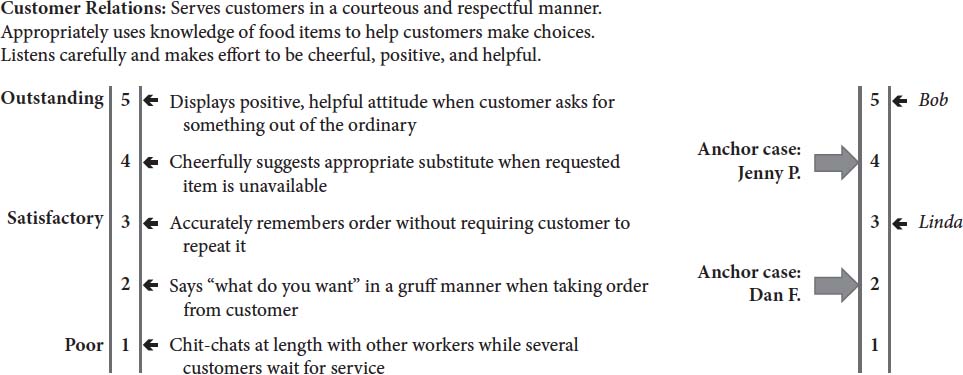 Customer Relations: Serves customers in a courteous and respectful manner.
Appropriately uses knowledge of food items to help customers make choices.
Listens carefully and makes effort to be cheerful, positive, and helpful.
Outstanding 5 Displays positive, helpful attitude when customer asks for
something out of the ordinary
4 Cheerfully suggests appropriate substitute when requested
item is unavailable
Satisfactory 3 Accurately remembers order without requiring customer to
repeat it
2 Says “what do you want” in a gruff manner when taking order
from customer
Poor 1 Chit-chats at length with other workers while several
customers wait for service
5 Bob
Anchor case:
Jenny P. 4
3 Linda
Anchor case:
Dan F. 2
1